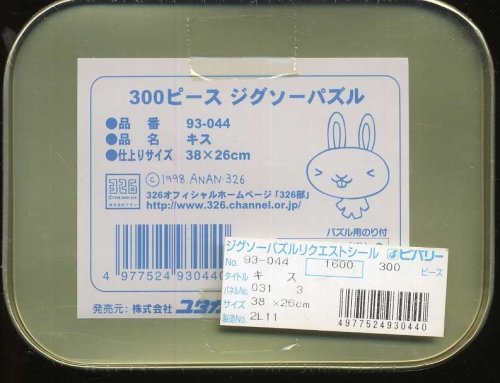 300ピース ジグソーパズル
●品 番 93-044
●品 名 キス
●仕上りサイズ 38×26cm
326
©1998.ANAN 326
326オフィシャルホームページ「326部」
http://www.326.channel.or.jp/
パズル用のり付
4 977524 930440
発売元: 株式会社 ユタカ
ジグソーパズルリクエストシール ビバリー
No. 93-044 1600 300 ピース
タイトル キス
パネルNo. 031 3
サイズ 38 ×26cm
製造No. 2L11
4977524930440